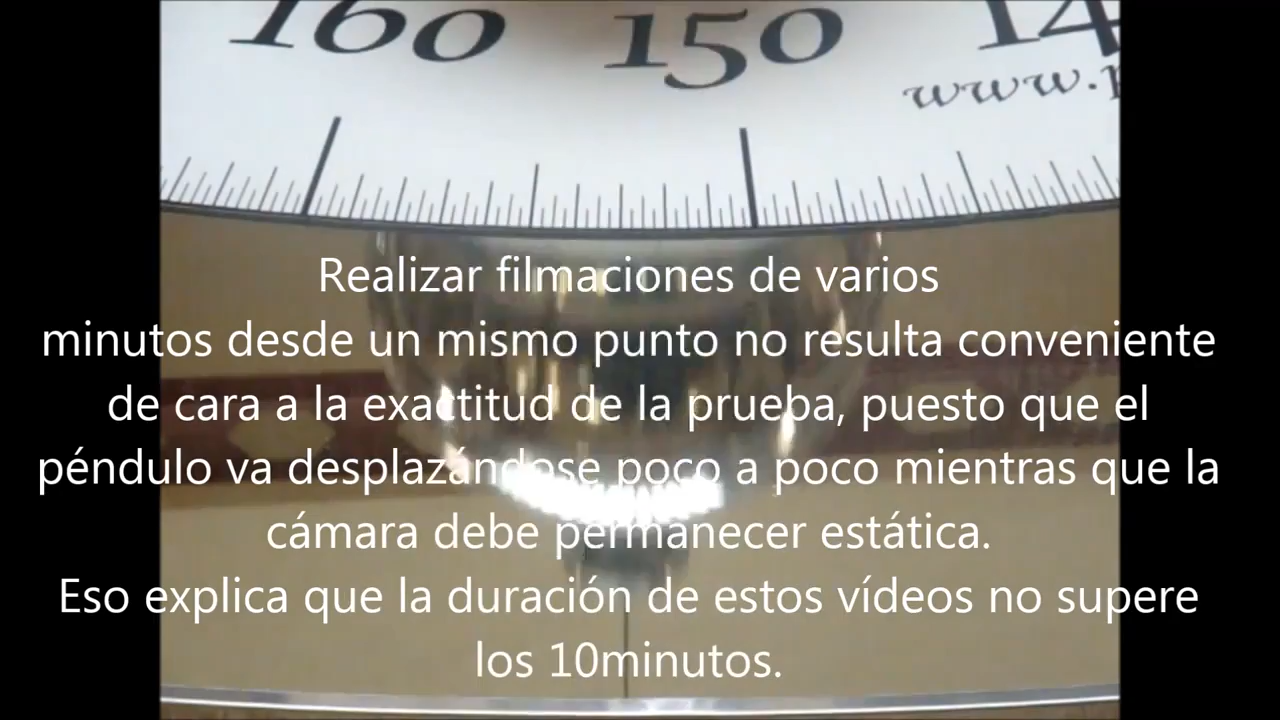 160 150 14
www.p
Realizar filmaciones de varios
minutos desde un mismo punto no resulta conveniente
de cara a la exactitud de la prueba, puesto que el
péndulo va desplazándose poco a poco mientras que la
cámara debe permanecer estática.
Eso explica que la duración de estos vídeos no supere
los 10minutos.